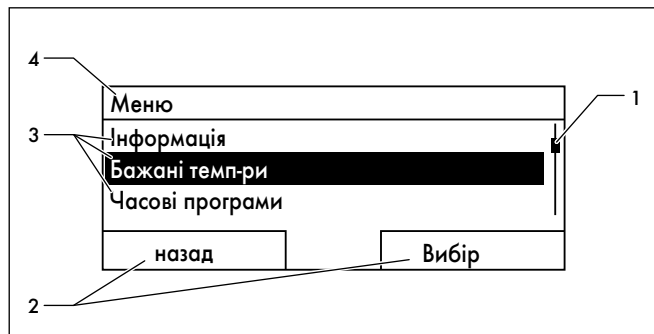 4
Меню
1
3
Інформація
Бажані темп-ри
Часові програми
назад Вибір
2